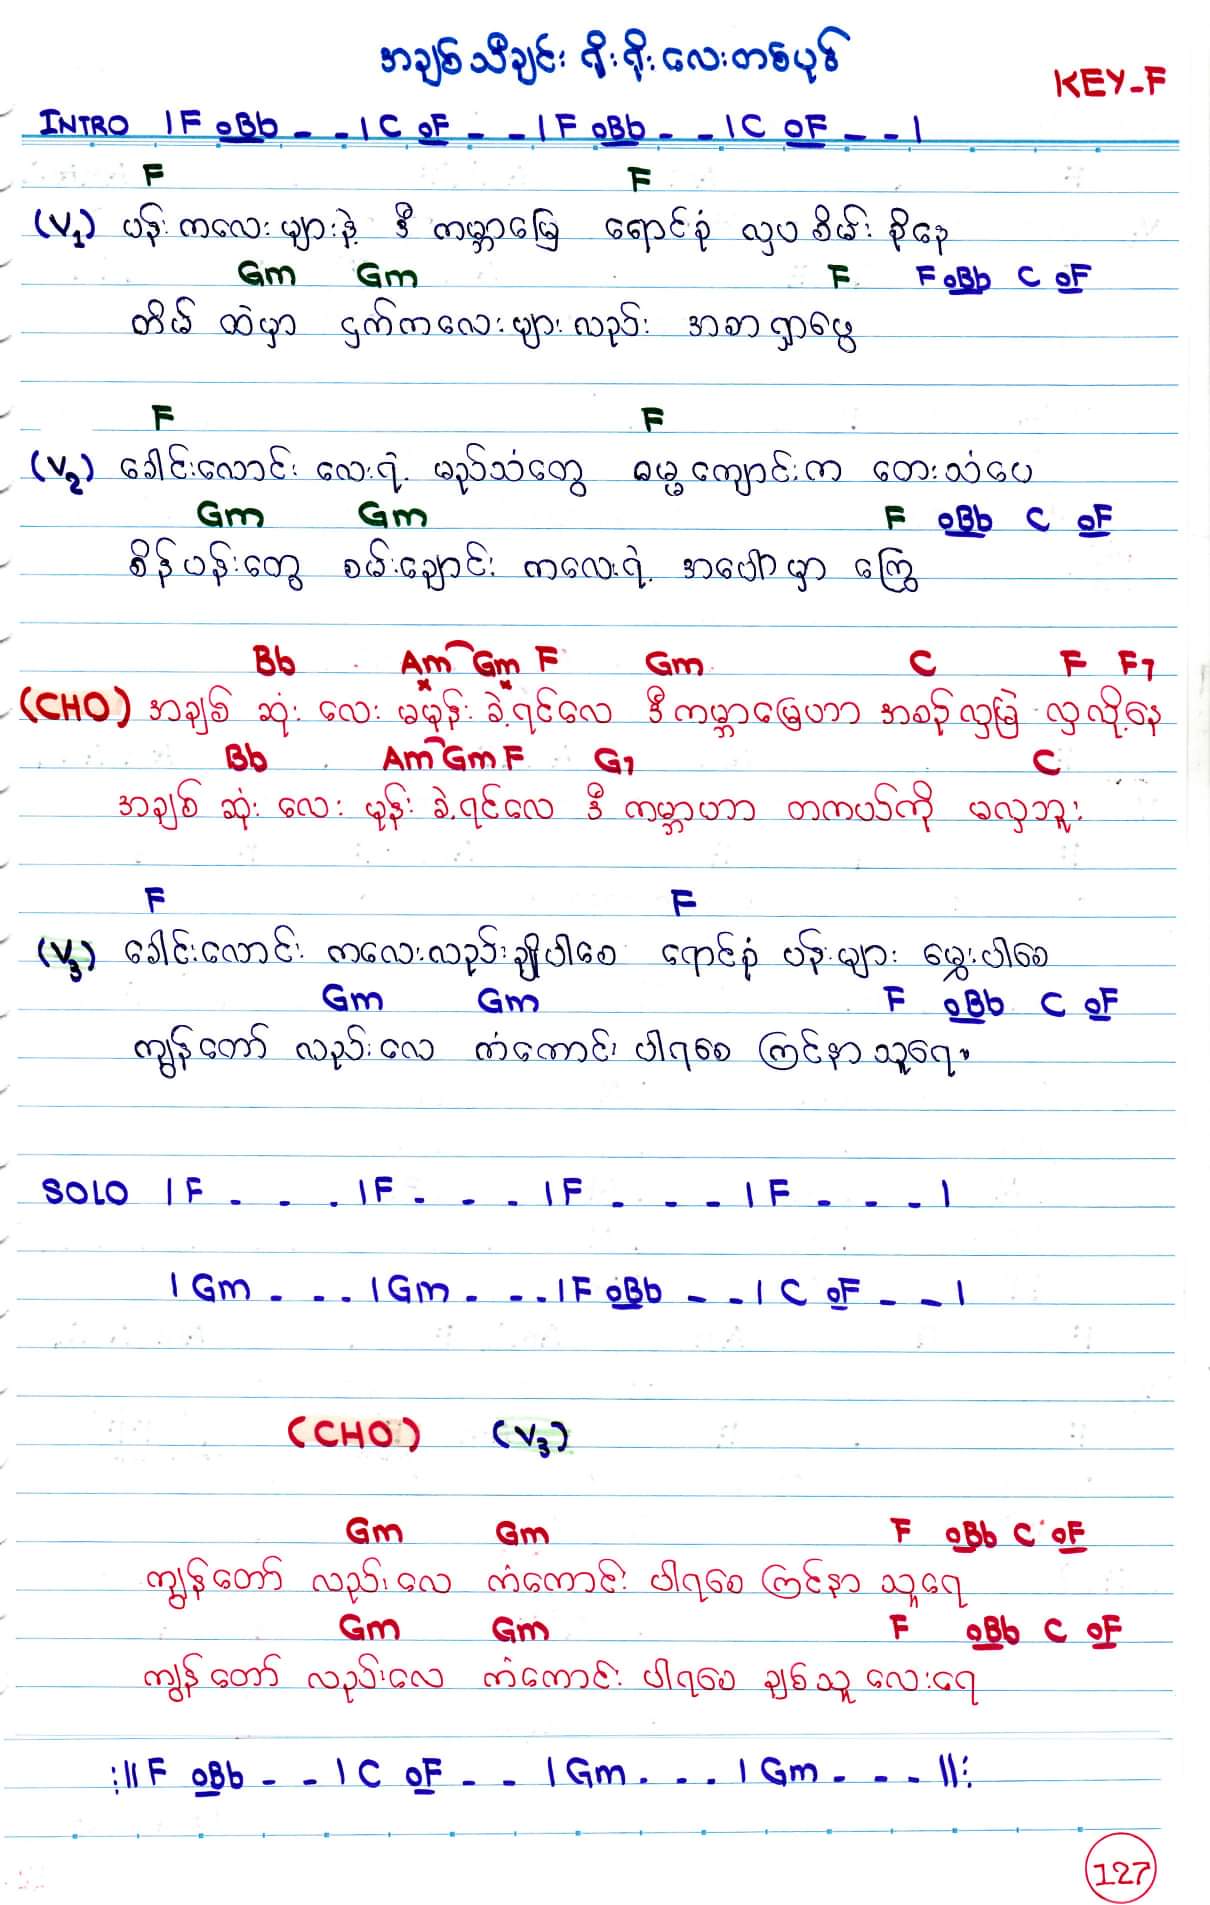 အချစ်သီချင်း ရိုးရိုးလေးတစ်ပုဒ်
KEY-F
INTRO | F oBb - - | C oF - - | F oBb - - | C oF - - |
F F
(V1) ပန်းကလေးများနဲ့ ဒီ ကမ္ဘာမြေ ရောင်စုံ လှပ စိမ်းစိုနေ
Gm Gm F F oBb C oF
တိမ် ထဲမှာ ငှက်ကလေးများလည်း အစာရှာဖွေ
F F
(V2) ခေါင်းလောင်း လေးရဲ့ မည်သံတွေ ဓမ္မကျောင်းက တေးသံပေ
Gm Gm F oBb C oF
စိန်ပန်းတွေ စမ်းချောင်း ကလေးရဲ့ အပေါ်မှာ ကြွေ
Bb Am Gm F Gm C F F7
(CHO) အချစ် ဆုံး လေး မမုန်း ခဲ့ရင်လေ ဒီကမ္ဘာမြေဟာ အစဉ်လှမြဲ လှလို့နေ
Bb Am Gm F G7 C
အချစ် ဆုံး လေး မုန်း ခဲ့ရင်လေ ဒီ ကမ္ဘာဟာ တကယ်ကို မလှဘူး
F F
(V3) ခေါင်းလောင်း ကလေးလည်းချိုပါစေ ရောင်စုံ ပန်းများ မွှေးပါစေ
Gm Gm F oBb C oF
ကျွန်တော် လည်းလေ ကံကောင်း ပါရစေ ကြင်နာသူရေ။
SOLO | F - - - | F - - - | F - - - | F - - - |
| Gm - - - | Gm - - - | F oBb - - | C oF - - |
(CHO) (V3)
Gm Gm F oBb C oF
ကျွန်တော် လည်းလေ ကံကောင်း ပါရစေ ကြင်နာ သူရေ
Gm Gm F oBb C oF
ကျွန်တော် လည်းလေ ကံကောင်း ပါရစေ ချစ်သူ လေးရေ
:|| F oBb - - | C oF - - | Gm - - - | Gm - - - ||:
127